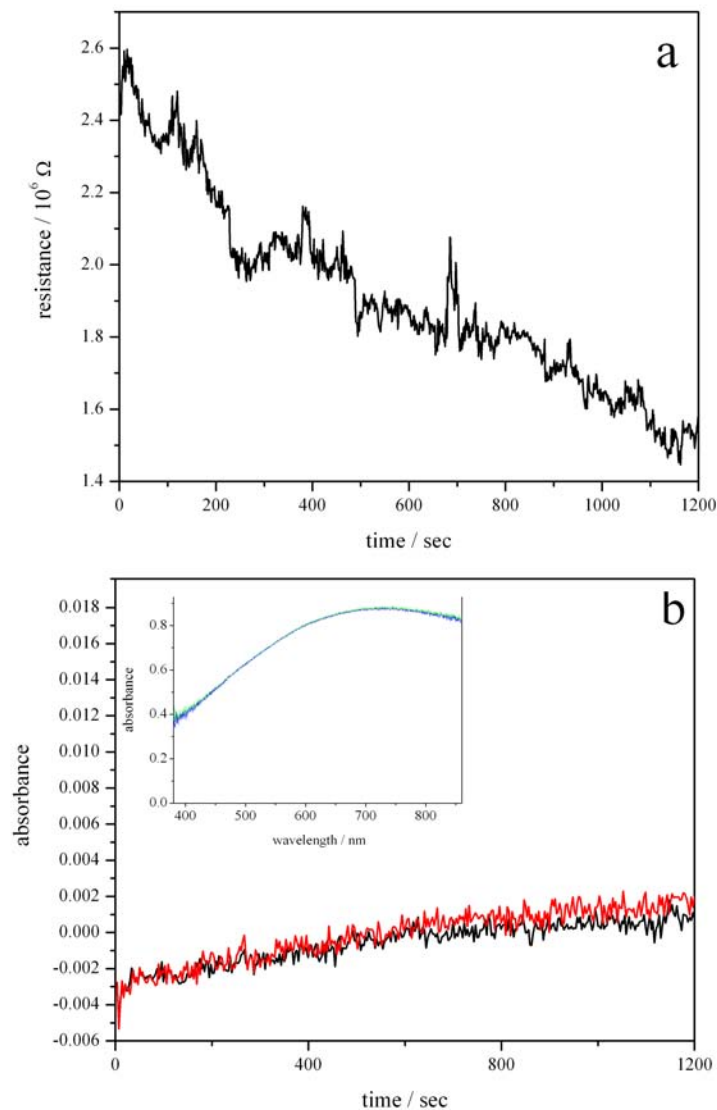 a
2.6
2.4
2.2
2.0
1.8
1.6
1.4
resistance / 10⁶ Ω
0 200 400 600 800 1000 1200
time / sec
b
0.018
0.016
0.014
0.012
0.010
0.008
0.006
0.004
0.002
0.000
-0.002
-0.004
-0.006
absorbance
0.8
0.6
0.4
0.2
0.0
absorbance
400 500 600 700 800
wavelength / nm
0 400 800 1200
time / sec